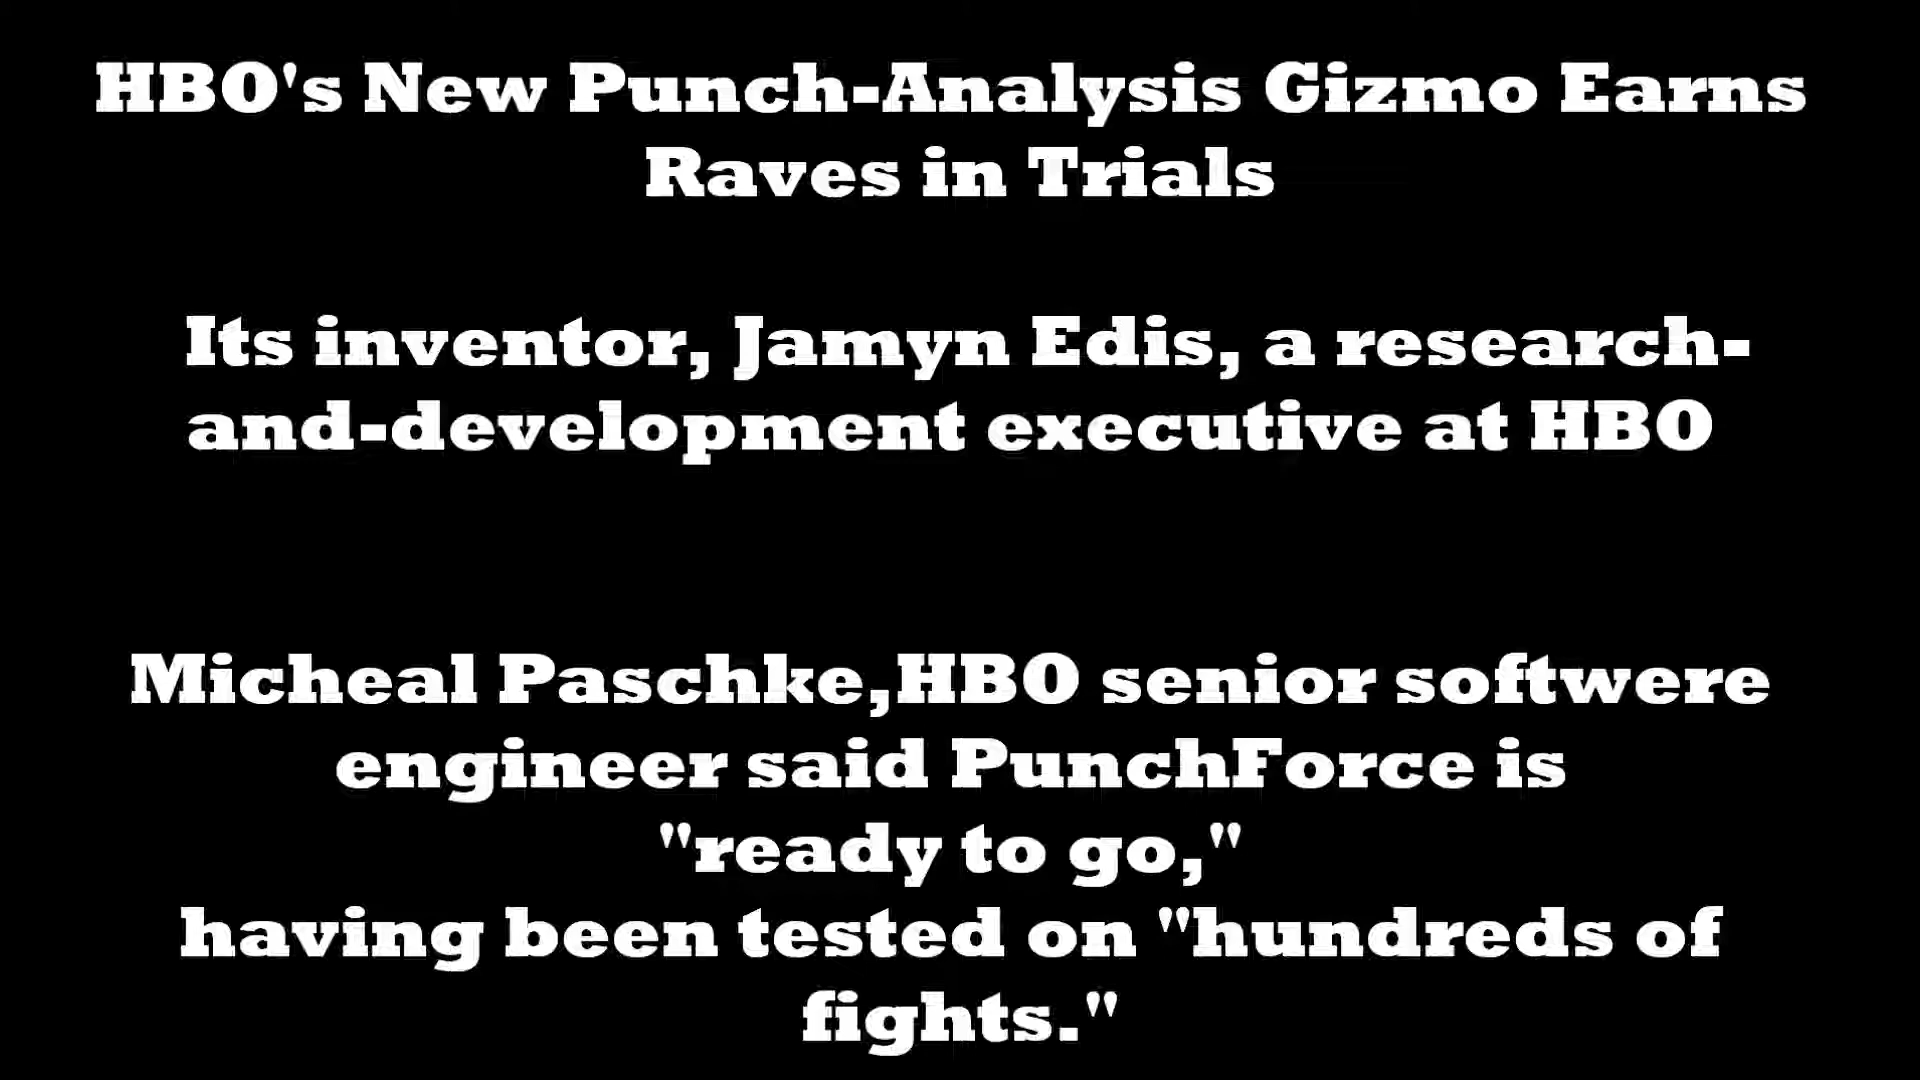 HBO's New Punch-Analysis Gizmo Earns
Raves in Trials
Its inventor, Jamyn Edis, a research-
and-development executive at HBO
Micheal Paschke,HBO senior softwere
engineer said PunchForce is
"ready to go,"
having been tested on "hundreds of
fights."